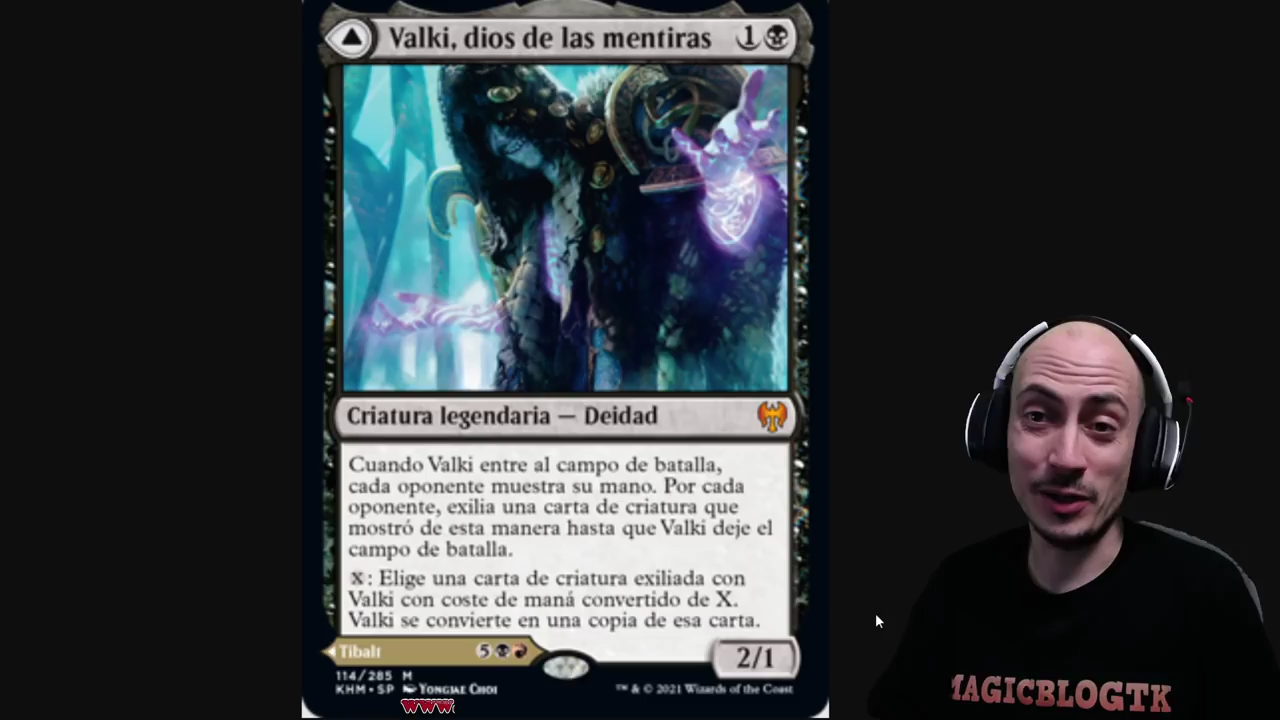 Valki, dios de las mentiras 1
Criatura legendaria — Deidad
Cuando Valki entre al campo de batalla,
cada oponente muestra su mano. Por cada
oponente, exilia una carta de criatura que
mostró de esta manera hasta que Valki deje el
campo de batalla.
X: Elige una carta de criatura exiliada con
Valki con coste de maná convertido de X.
Valki se convierte en una copia de esa carta.
Tibalt 5
2/1
114/285 M
KHM • SP Yongjae Choi
™ & © 2021 Wizards of the Coast
www.
MAGICBLOGTK